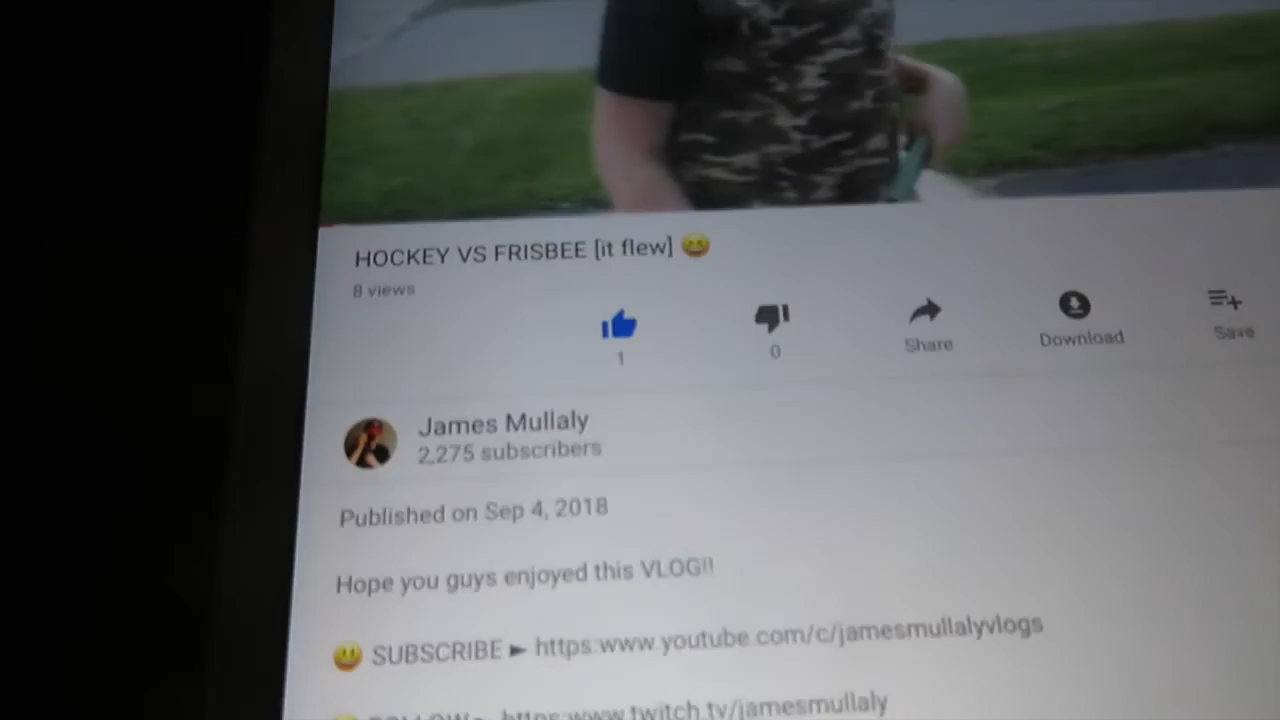 HOCKEY VS FRISBEE [it flew] 😆
8 views
1
0
Share
Download
Save
James Mullaly
2,275 subscribers
Published on Sep 4, 2018
Hope you guys enjoyed this VLOG!!
😃 SUBSCRIBE ► https:www.youtube.com/c/jamesmullalyvlogs
FOLLOW ► https:www.twitch.tv/jamesmullaly